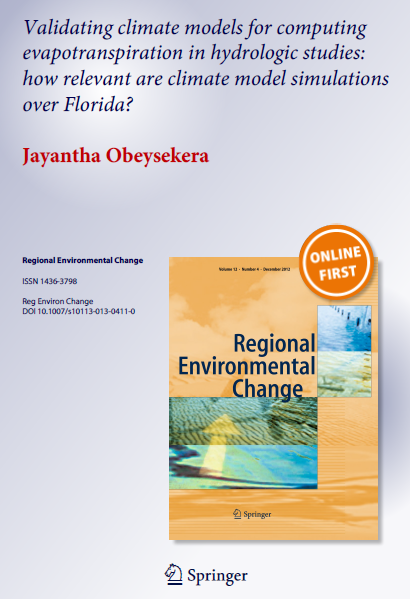 Validating climate models for computing
evapotranspiration in hydrologic studies:
how relevant are climate model simulations
over Florida?
Jayantha Obeysekera
Regional Environmental Change
ISSN 1436-3798
Reg Environ Change
DOI 10.1007/s10113-013-0411-0
ONLINE
FIRST
Volume 12 · Number 4 · December 2012
Regional
Environmental
Change
Springer
Springer